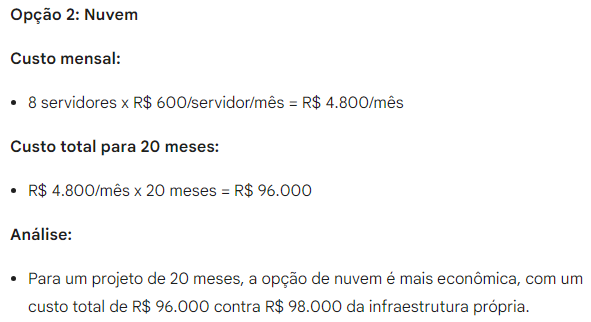 Opção 2: Nuvem
Custo mensal:
• 8 servidores x R$ 600/servidor/mês = R$ 4.800/mês
Custo total para 20 meses:
• R$ 4.800/mês x 20 meses = R$ 96.000
Análise:
• Para um projeto de 20 meses, a opção de nuvem é mais econômica, com um
custo total de R$ 96.000 contra R$ 98.000 da infraestrutura própria.